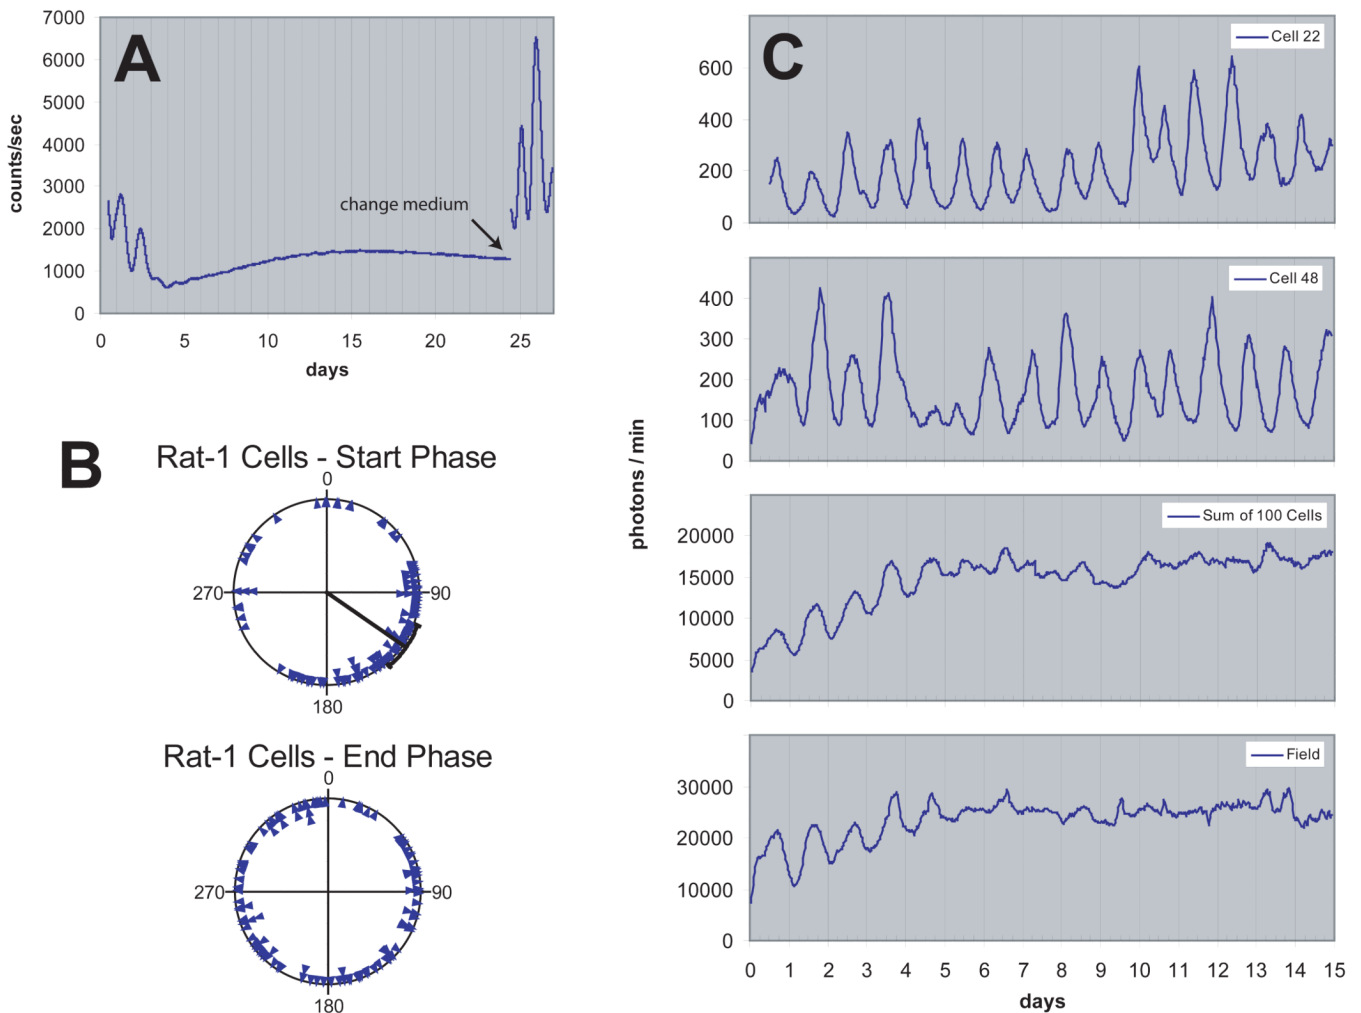 A
7000
6000
5000
4000
3000
2000
1000
0
counts/sec
change medium
0 5 10 15 20 25
days
B
Rat-1 Cells - Start Phase
0
270 90
180
Rat-1 Cells - End Phase
0
270 90
180
C
Cell 22
600
400
200
0
Cell 48
400
300
200
100
0
photons / min
Sum of 100 Cells
20000
15000
10000
5000
0
Field
30000
20000
10000
0
0 1 2 3 4 5 6 7 8 9 10 11 12 13 14 15
days